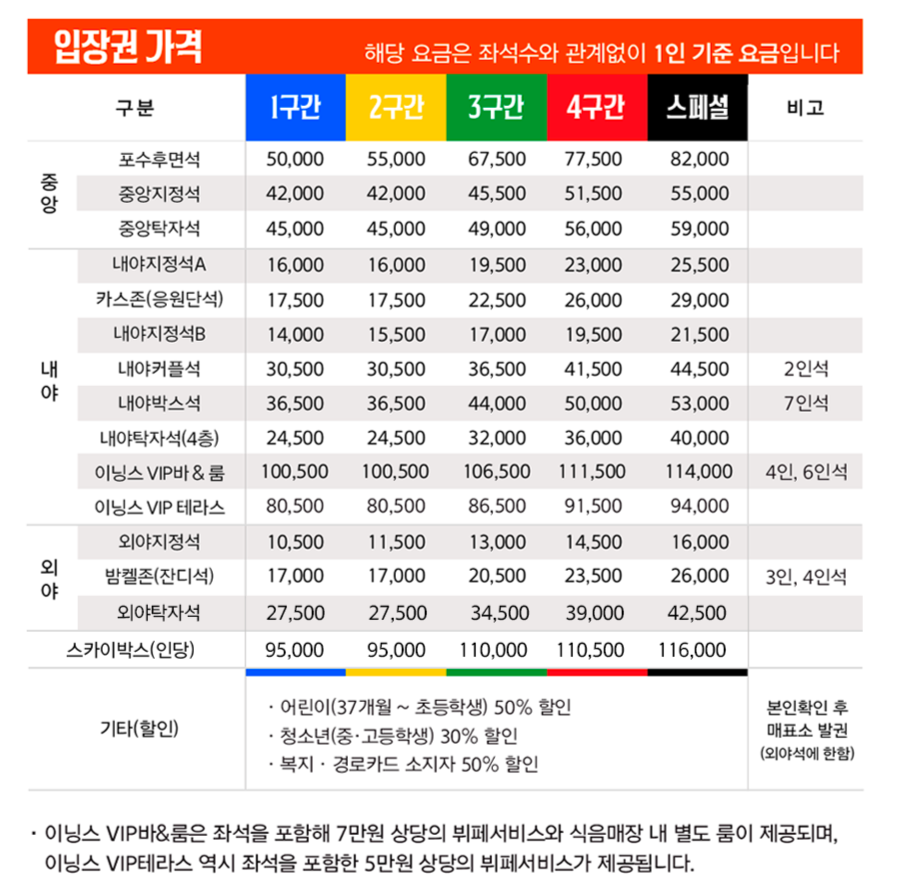 입장권 가격 해당 요금은 좌석수와 관계없이 1인 기준 요금입니다
구분 1구간 2구간 3구간 4구간 스페셜 비고
중앙
포수후면석 50,000 55,000 67,500 77,500 82,000
중앙지정석 42,000 42,000 45,500 51,500 55,000
중앙탁자석 45,000 45,000 49,000 56,000 59,000
내야
내야지정석A 16,000 16,000 19,500 23,000 25,500
카스존(응원단석) 17,500 17,500 22,500 26,000 29,000
내야지정석B 14,000 15,500 17,000 19,500 21,500
내야커플석 30,500 30,500 36,500 41,500 44,500 2인석
내야박스석 36,500 36,500 44,000 50,000 53,000 7인석
내야탁자석(4층) 24,500 24,500 32,000 36,000 40,000
이닝스 VIP바 & 룸 100,500 100,500 106,500 111,500 114,000 4인, 6인석
이닝스 VIP 테라스 80,500 80,500 86,500 91,500 94,000
외야
외야지정석 10,500 11,500 13,000 14,500 16,000
밤켈존(잔디석) 17,000 17,000 20,500 23,500 26,000 3인, 4인석
외야탁자석 27,500 27,500 34,500 39,000 42,500
스카이박스(인당) 95,000 95,000 110,000 110,500 116,000
기타(할인)
· 어린이(37개월 ~ 초등학생) 50% 할인
· 청소년(중·고등학생) 30% 할인
· 복지 · 경로카드 소지자 50% 할인
본인확인 후
매표소 발권
(외야석에 한함)
· 이닝스 VIP바&룸은 좌석을 포함해 7만원 상당의 뷔페서비스와 식음매장 내 별도 룸이 제공되며,
이닝스 VIP테라스 역시 좌석을 포함한 5만원 상당의 뷔페서비스가 제공됩니다.